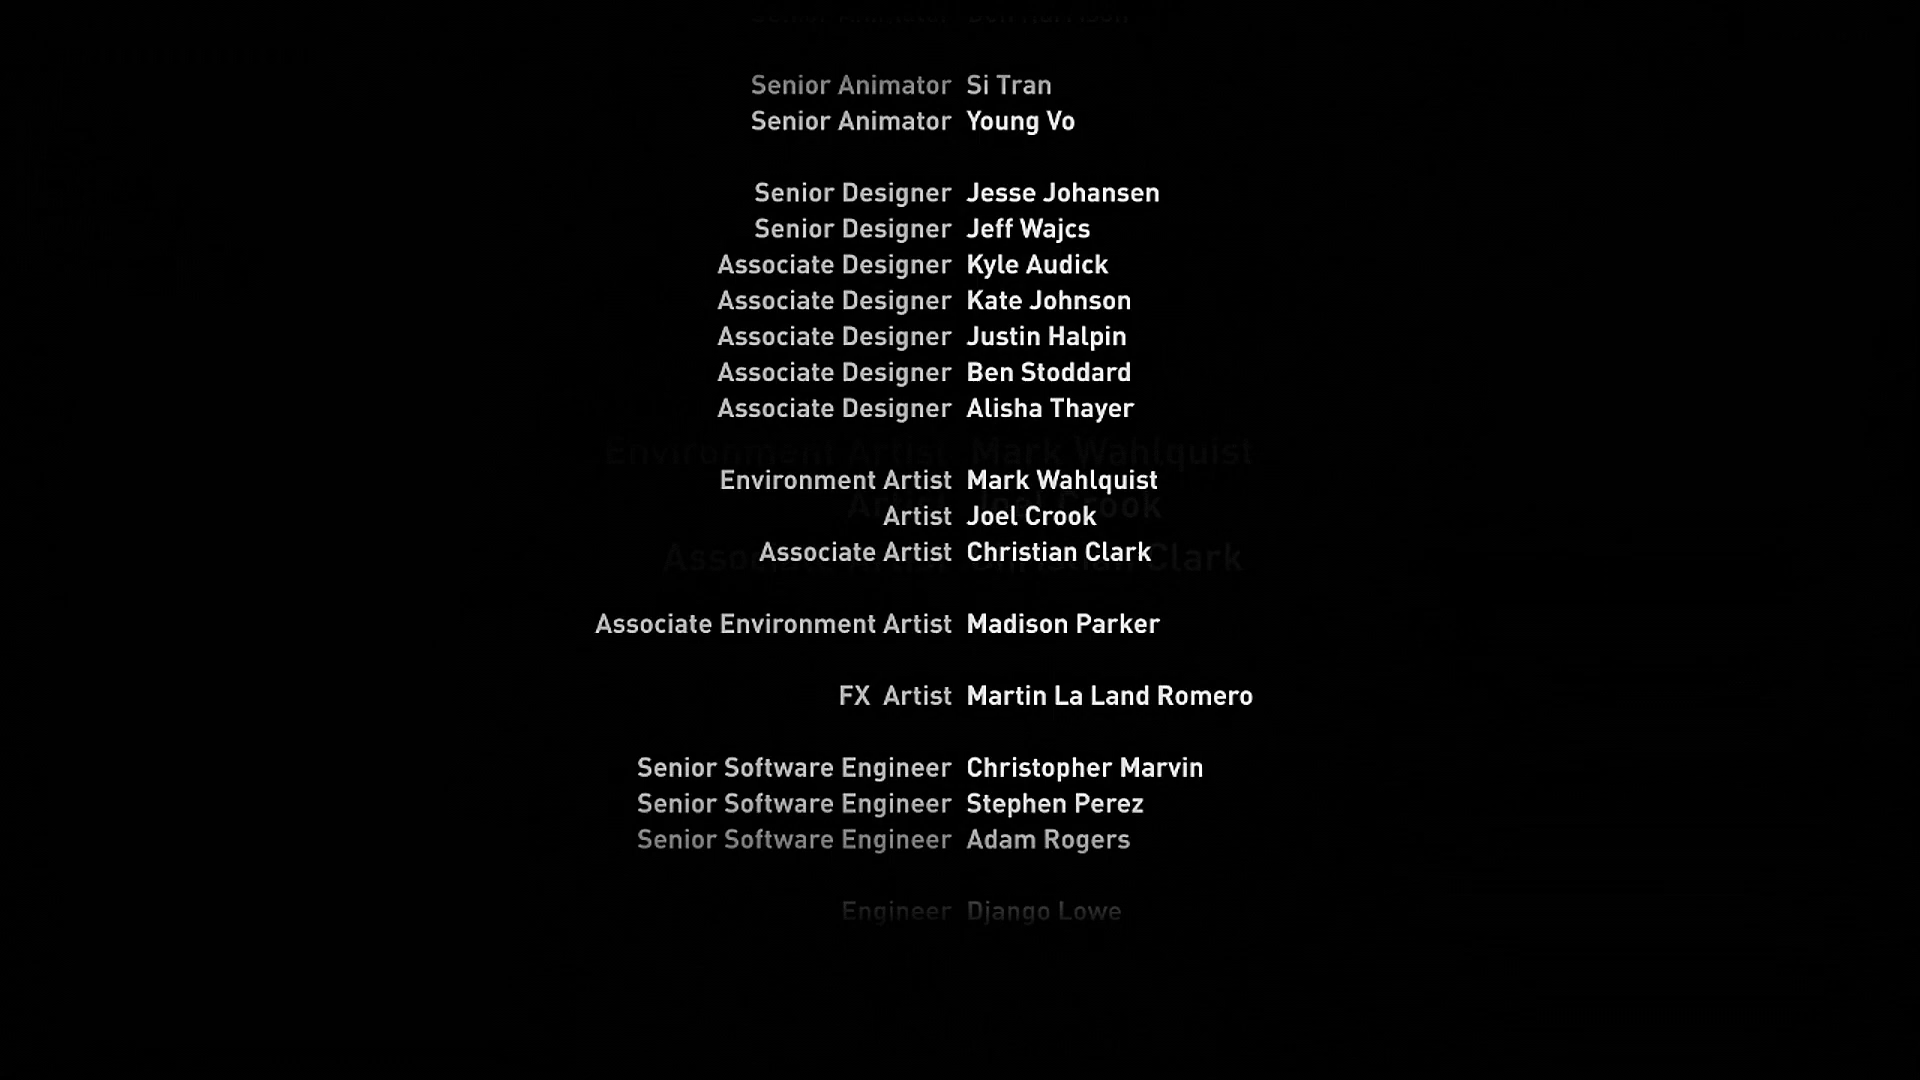 Senior Animator Si Tran
Senior Animator Young Vo
Senior Designer Jesse Johansen
Senior Designer Jeff Wajcs
Associate Designer Kyle Audick
Associate Designer Kate Johnson
Associate Designer Justin Halpin
Associate Designer Ben Stoddard
Associate Designer Alisha Thayer
Environment Artist Mark Wahlquist
Artist Joel Crook
Associate Artist Christian Clark
Associate Environment Artist Madison Parker
FX Artist Martin La Land Romero
Senior Software Engineer Christopher Marvin
Senior Software Engineer Stephen Perez
Senior Software Engineer Adam Rogers
Engineer Django Lowe